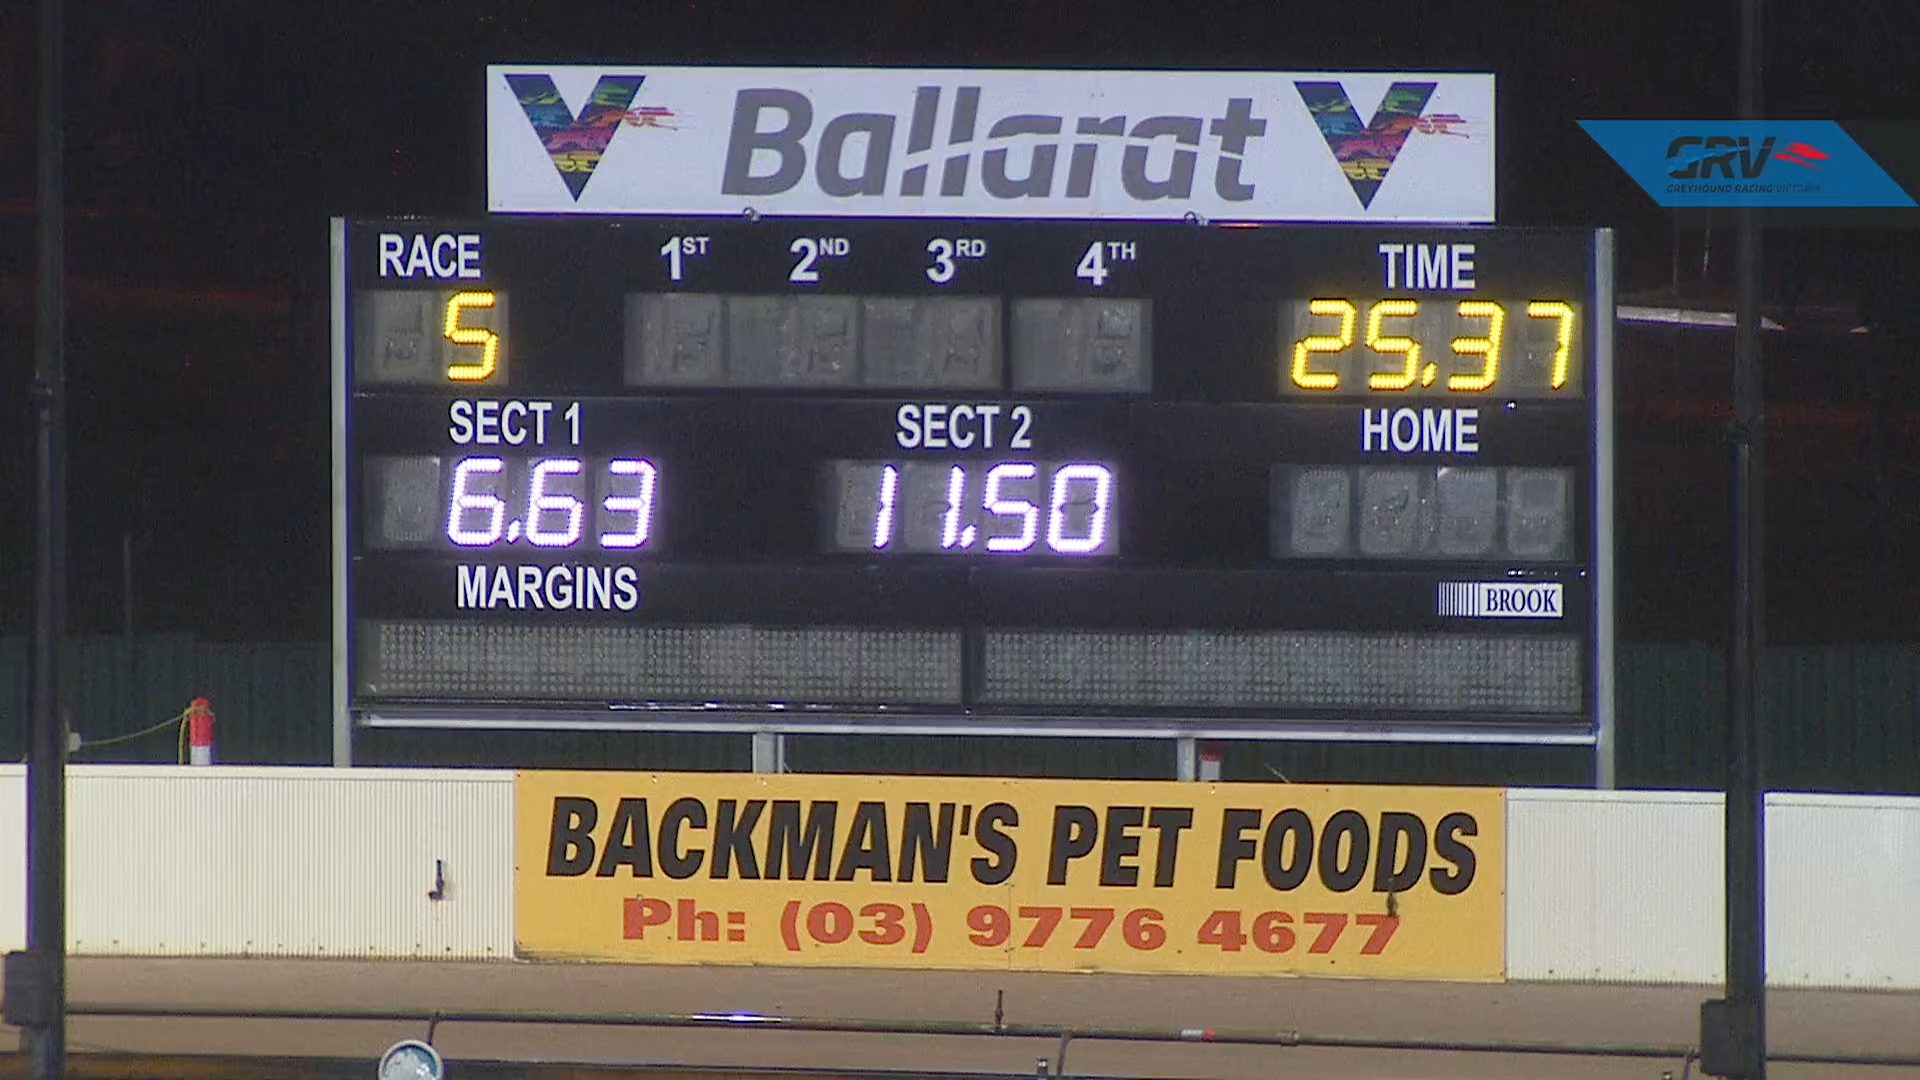 Ballarat
GRV
GREYHOUND RACING VICTORIA
RACE 1ST 2ND 3RD 4TH TIME
5 25.37
SECT 1 SECT 2 HOME
6.63 11.50
MARGINS
BROOK
BACKMAN'S PET FOODS
Ph: (03) 9776 4677